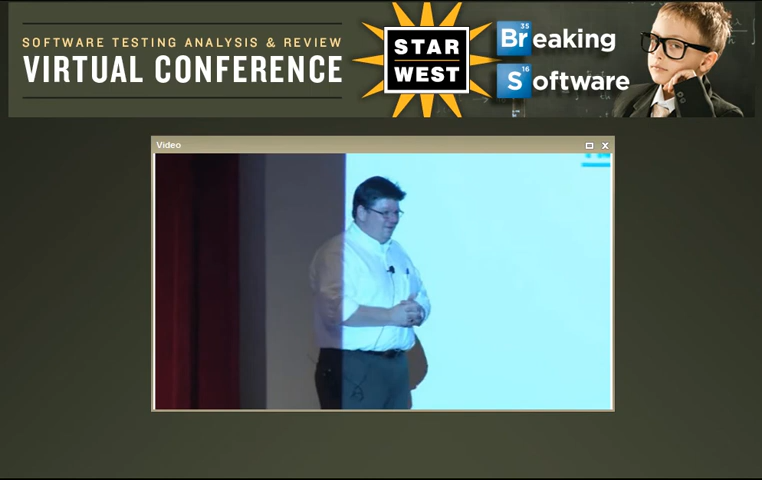 SOFTWARE TESTING ANALYSIS & REVIEW
VIRTUAL CONFERENCE
STAR
WEST
35
Breaking
16
Software
Video